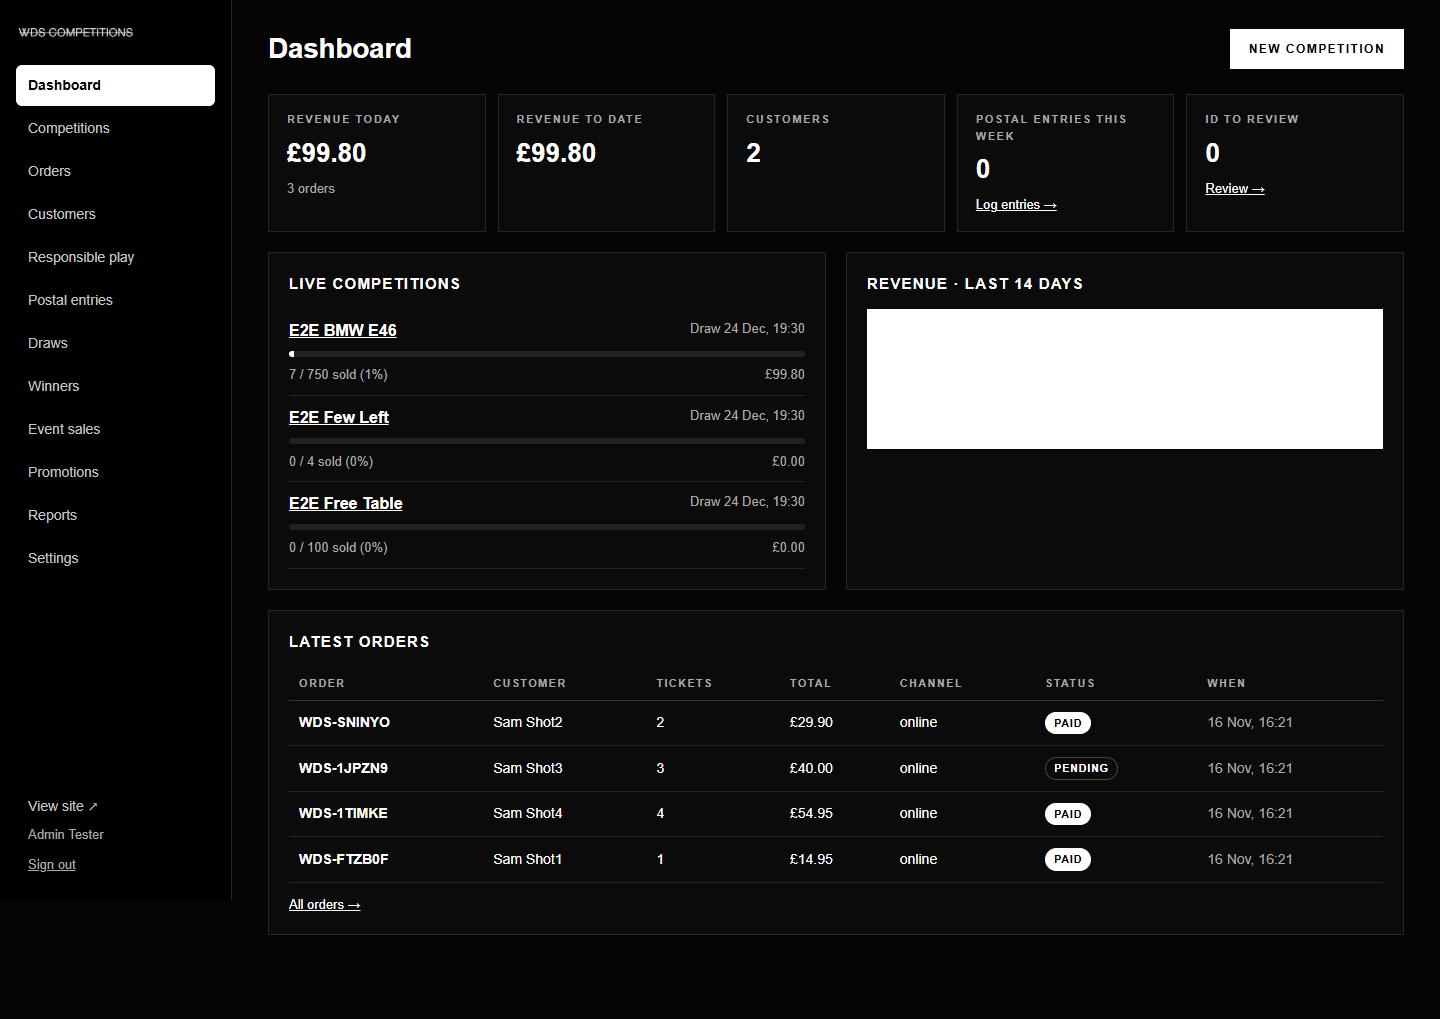 WDS COMPETITIONS
Dashboard
Competitions
Orders
Customers
Responsible play
Postal entries
Draws
Winners
Event sales
Promotions
Reports
Settings
View site ↗
Admin Tester
Sign out
Dashboard
NEW COMPETITION
REVENUE TODAY
£99.80
3 orders
REVENUE TO DATE
£99.80
CUSTOMERS
2
POSTAL ENTRIES THIS
WEEK
0
Log entries →
ID TO REVIEW
0
Review →
LIVE COMPETITIONS
E2E BMW E46 Draw 24 Dec, 19:30
7 / 750 sold (1%) £99.80
E2E Few Left Draw 24 Dec, 19:30
0 / 4 sold (0%) £0.00
E2E Free Table Draw 24 Dec, 19:30
0 / 100 sold (0%) £0.00
REVENUE · LAST 14 DAYS
LATEST ORDERS
ORDER CUSTOMER TICKETS TOTAL CHANNEL STATUS WHEN
WDS-SNINYO Sam Shot2 2 £29.90 online PAID 16 Nov, 16:21
WDS-1JPZN9 Sam Shot3 3 £40.00 online PENDING 16 Nov, 16:21
WDS-1TIMKE Sam Shot4 4 £54.95 online PAID 16 Nov, 16:21
WDS-FTZB0F Sam Shot1 1 £14.95 online PAID 16 Nov, 16:21
All orders →